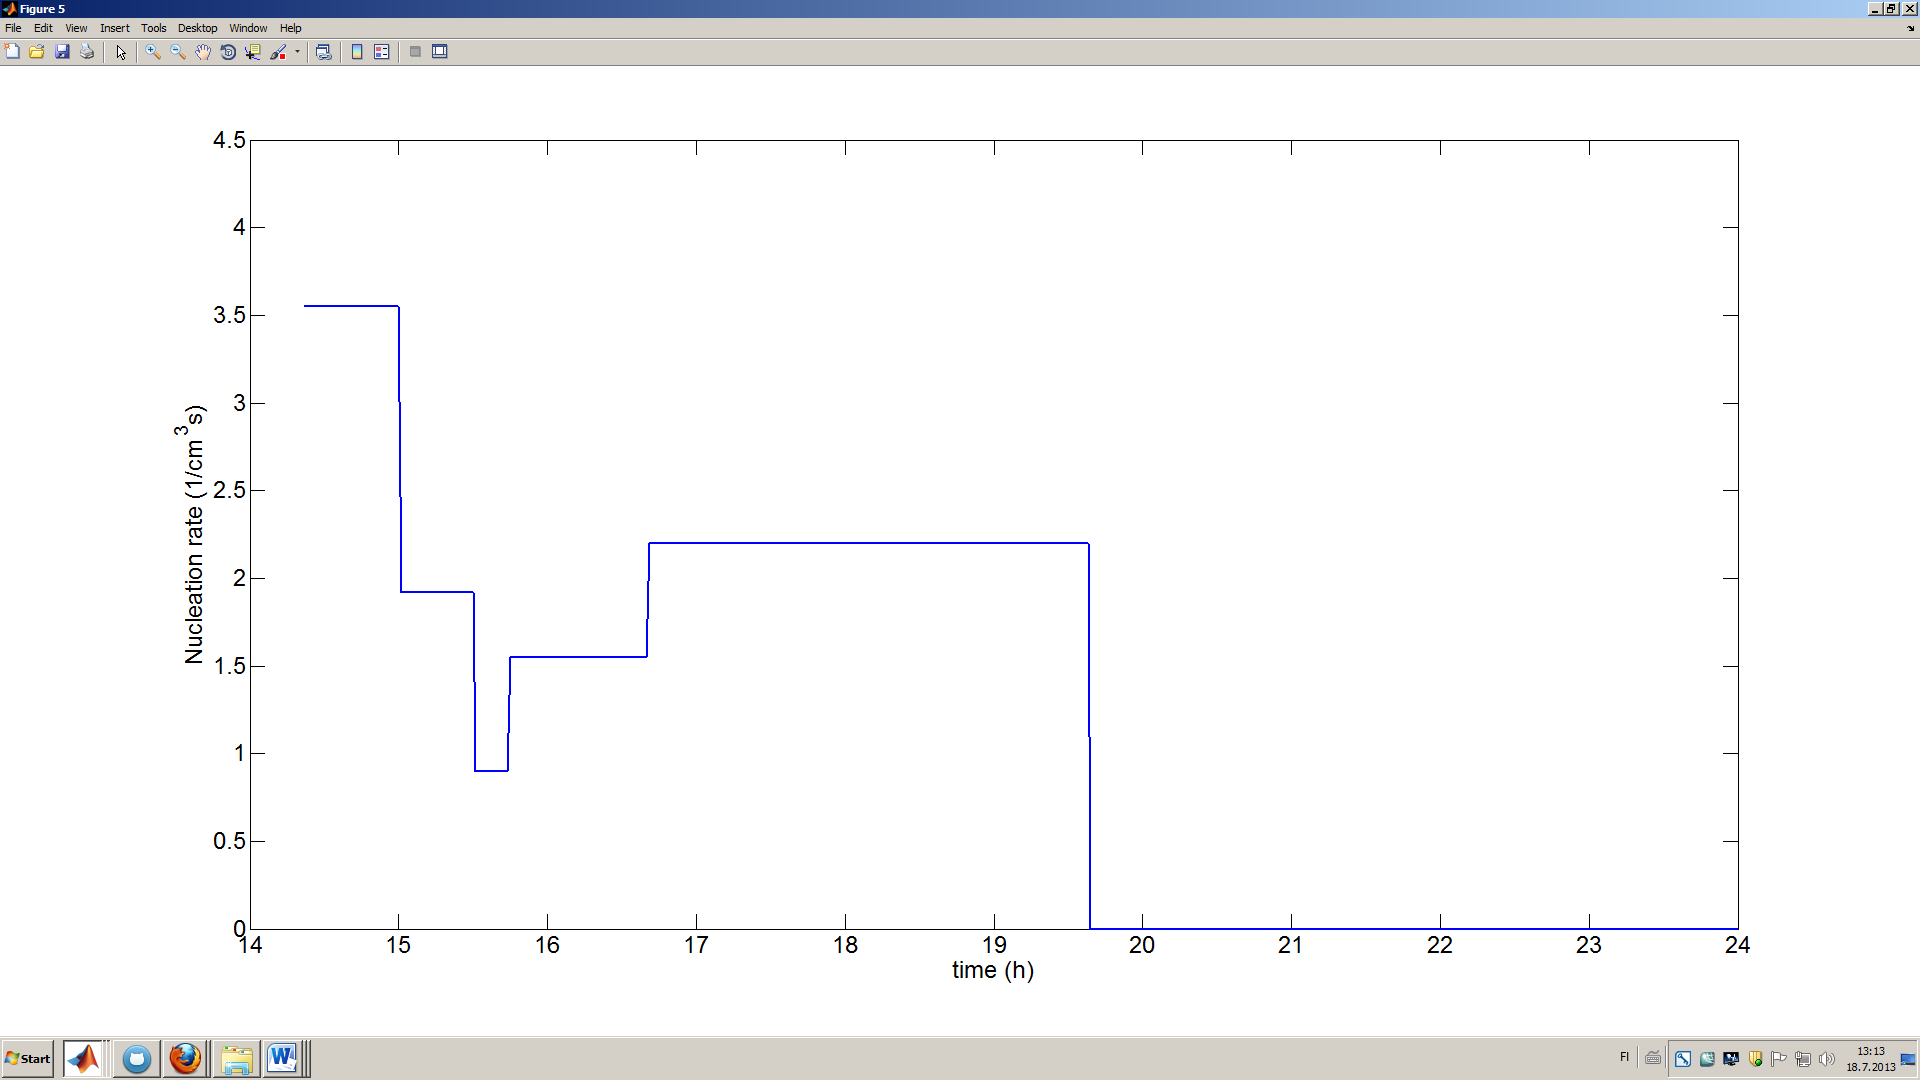 Figure 5
File Edit View Insert Tools Desktop Window Help
4.5
4
3.5
3
2.5
2
1.5
1
0.5
0
Nucleation rate (1/cm³s)
14 15 16 17 18 19 20 21 22 23 24
time (h)
Start
W
FI
13:13
18.7.2013